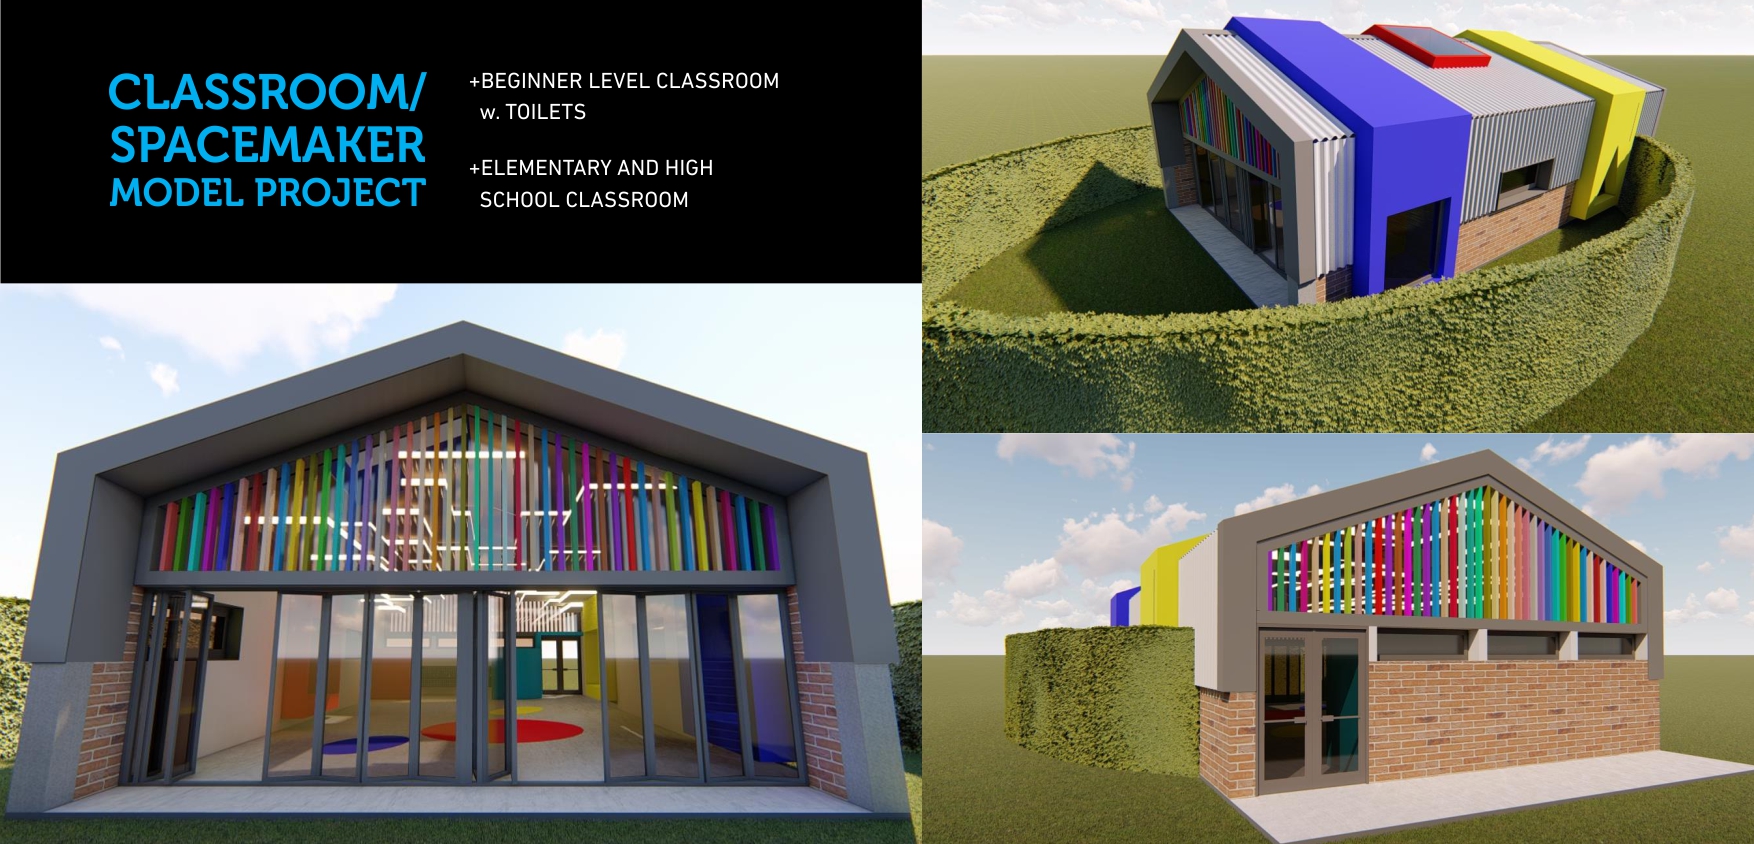 CLASSROOM/
SPACEMAKER
MODEL PROJECT
+BEGINNER LEVEL CLASSROOM
w. TOILETS
+ELEMENTARY AND HIGH
SCHOOL CLASSROOM